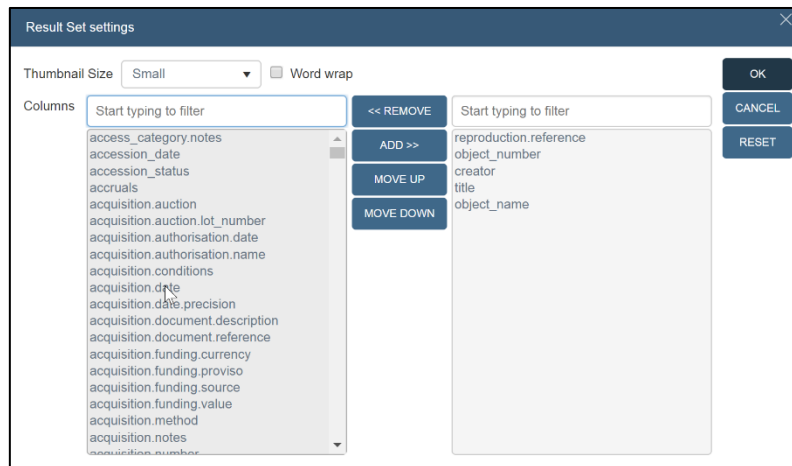 Result Set settings
Thumbnail Size Small Word wrap
OK
Columns Start typing to filter << REMOVE Start typing to filter
CANCEL
ADD >>
RESET
MOVE UP
MOVE DOWN
access_category.notes
accession_date
accession_status
accruals
acquisition.auction
acquisition.auction.lot_number
acquisition.authorisation.date
acquisition.authorisation.name
acquisition.conditions
acquisition.date
acquisition.date.precision
acquisition.document.description
acquisition.document.reference
acquisition.funding.currency
acquisition.funding.proviso
acquisition.funding.source
acquisition.funding.value
acquisition.method
acquisition.notes
acquisition.number
reproduction.reference
object_number
creator
title
object_name